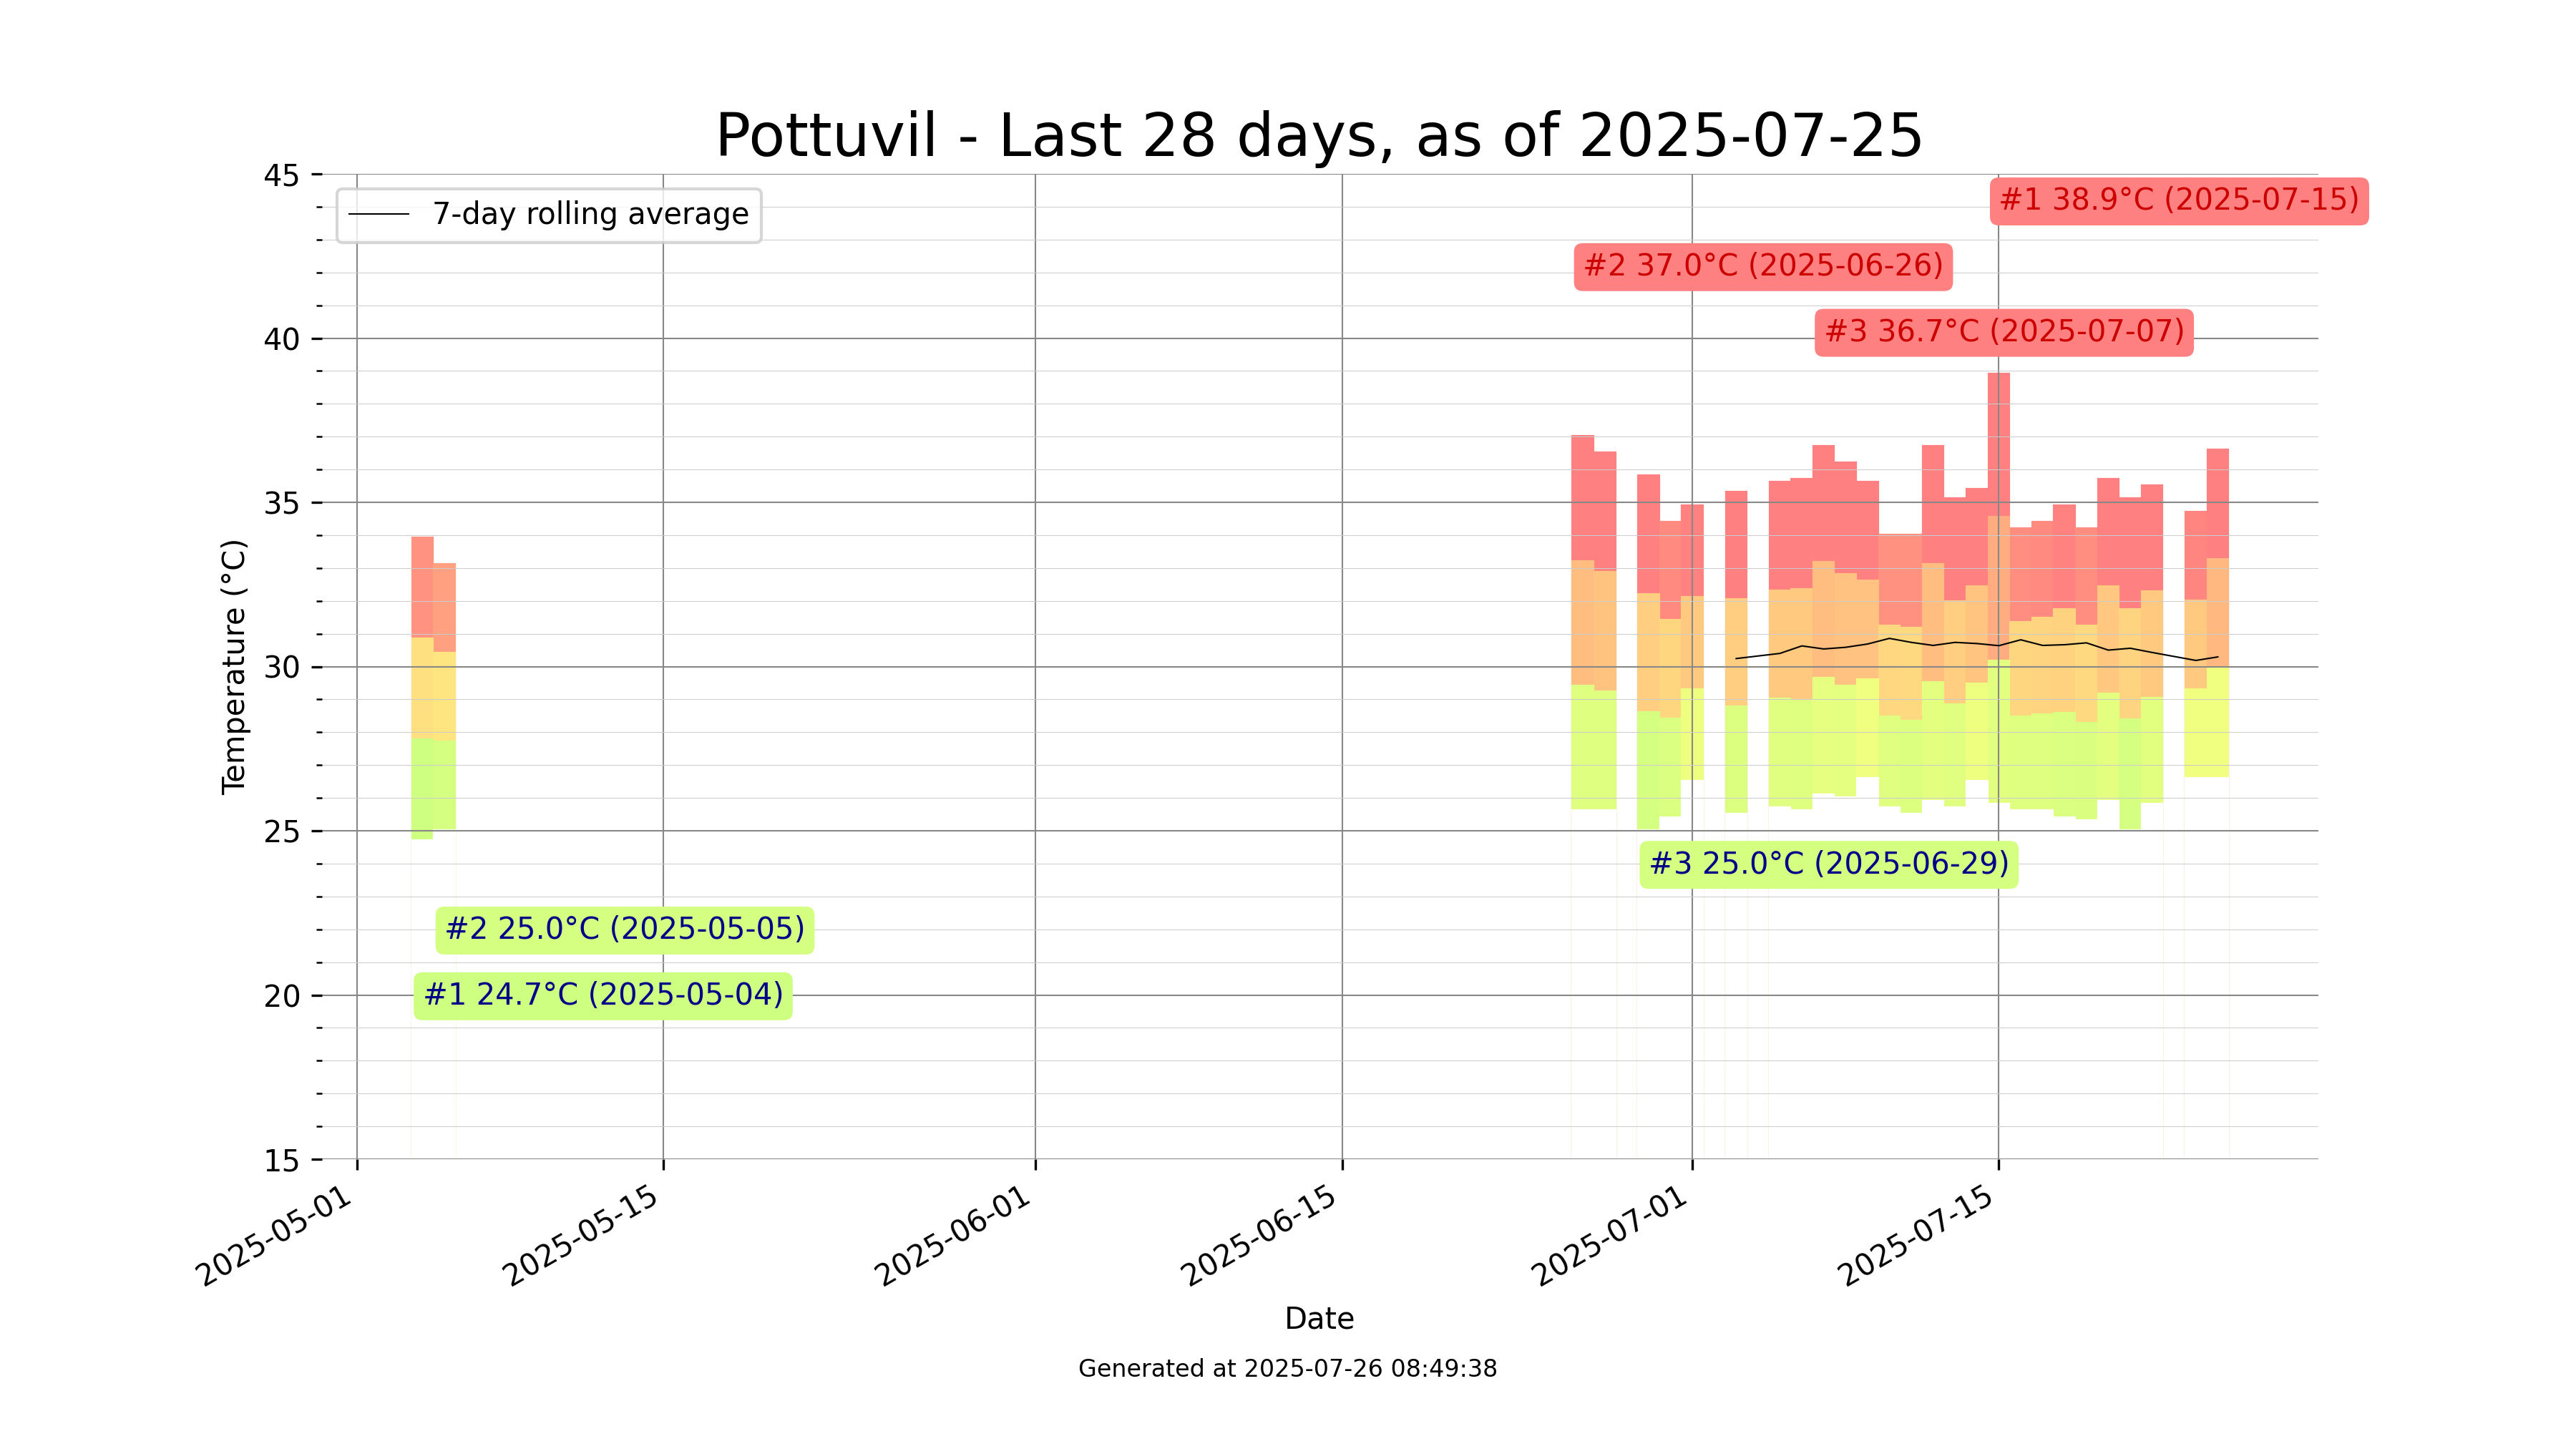 Pottuvil - Last 28 days, as of 2025-07-25
7-day rolling average
#1 38.9°C (2025-07-15)
#2 37.0°C (2025-06-26)
#3 36.7°C (2025-07-07)
#3 25.0°C (2025-06-29)
#2 25.0°C (2025-05-05)
#1 24.7°C (2025-05-04)
Temperature (°C)
45
40
35
30
25
20
15
2025-05-01
2025-05-15
2025-06-01
2025-06-15
2025-07-01
2025-07-15
Date
Generated at 2025-07-26 08:49:38